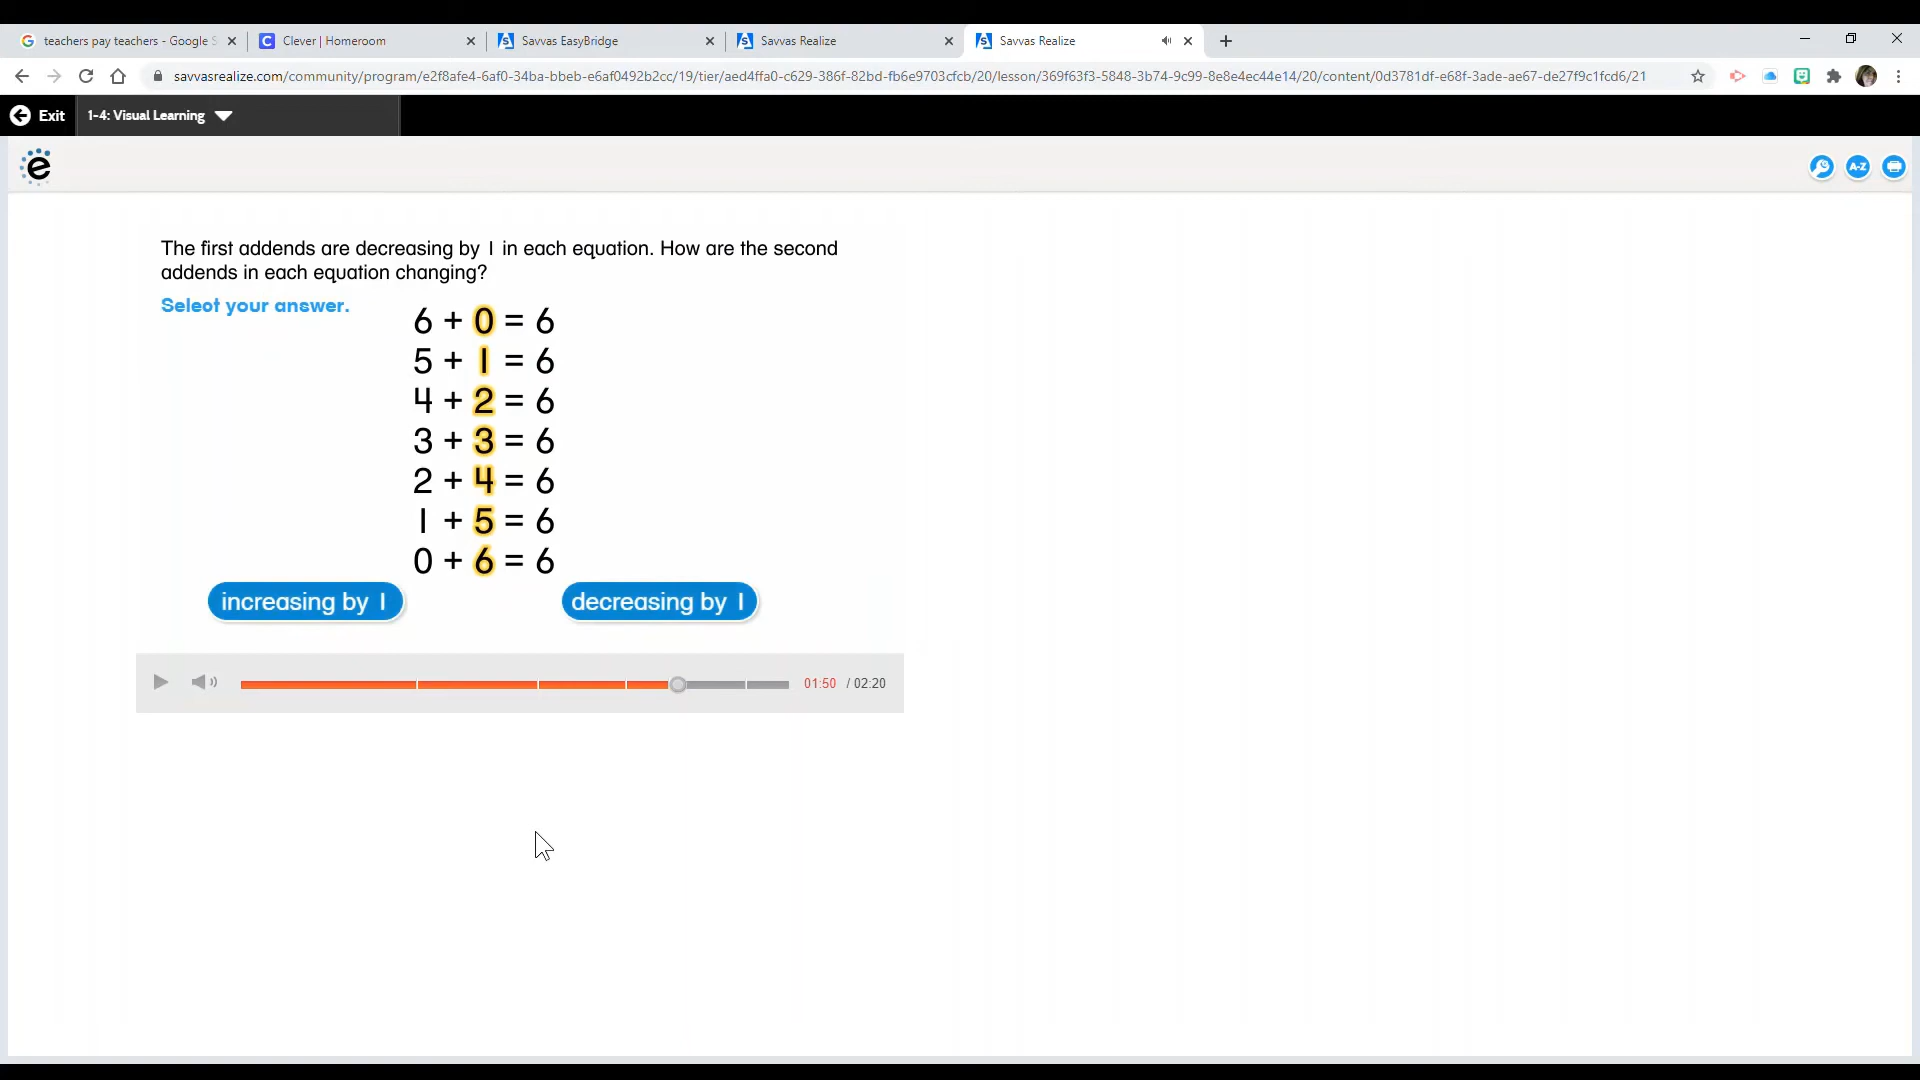 teachers pay teachers - Google S
Clever | Homeroom
Savvas EasyBridge
Savvas Realize
Savvas Realize
savvasrealize.com/community/program/e2f8afe4-6af0-34ba-bbeb-e6af0492b2cc/19/tier/aed4ffa0-c629-386f-82bd-fb6e9703cfcb/20/lesson/369f63f3-5848-3b74-9c99-8e8e4ec44e14/20/content/0d3781df-e68f-3ade-ae67-de27f9c1fcd6/21
Exit
1-4: Visual Learning
e
A-Z
The first addends are decreasing by 1 in each equation. How are the second
addends in each equation changing?
Select your answer.
6 + 0 = 6
5 + 1 = 6
4 + 2 = 6
3 + 3 = 6
2 + 4 = 6
1 + 5 = 6
0 + 6 = 6
increasing by 1
decreasing by 1
01:50 / 02:20